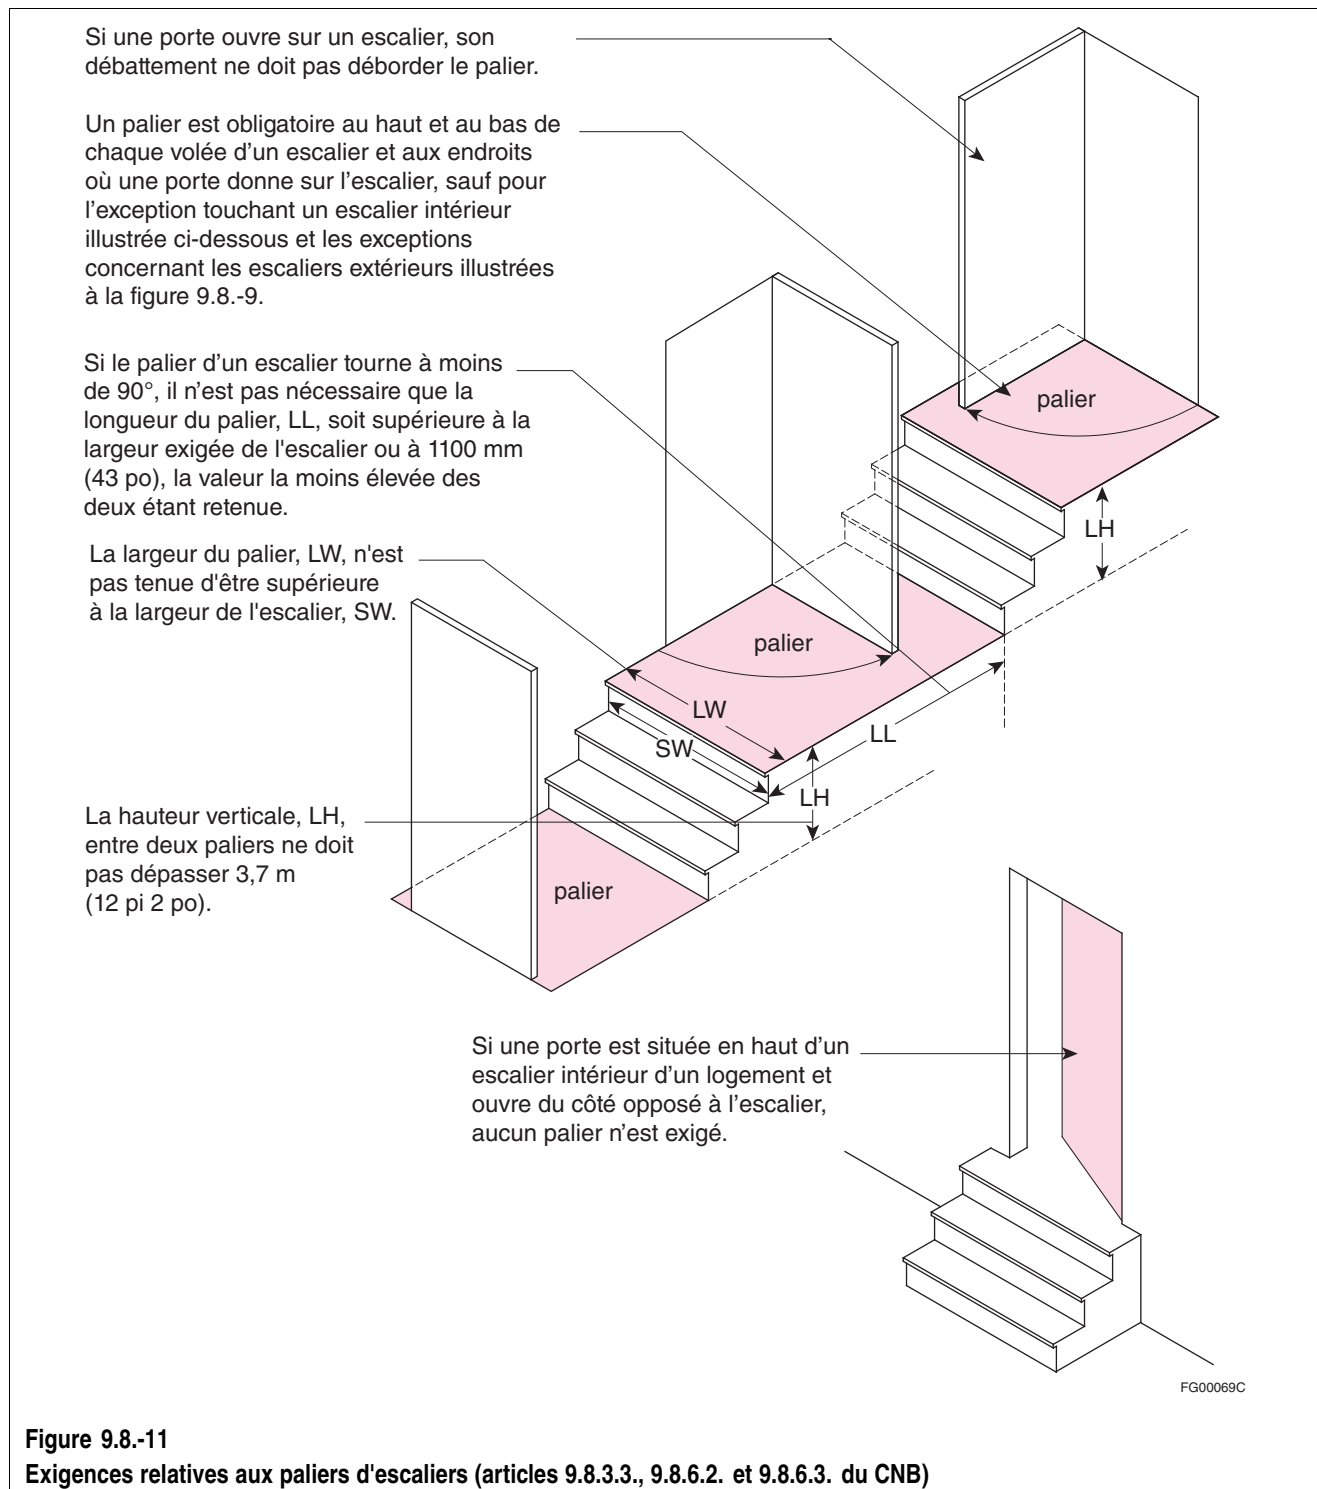 Si une porte ouvre sur un escalier, son
débattement ne doit pas déborder le palier.
Un palier est obligatoire au haut et au bas de
chaque volée d’un escalier et aux endroits
où une porte donne sur l’escalier, sauf pour
l’exception touchant un escalier intérieur
illustrée ci-dessous et les exceptions
concernant les escaliers extérieurs illustrées
à la figure 9.8.-9.
Si le palier d’un escalier tourne à moins
de 90°, il n’est pas nécessaire que la
longueur du palier, LL, soit supérieure à la
largeur exigée de l'escalier ou à 1100 mm
(43 po), la valeur la moins élevée des
deux étant retenue.
La largeur du palier, LW, n'est
pas tenue d'être supérieure
à la largeur de l'escalier, SW.
La hauteur verticale, LH,
entre deux paliers ne doit
pas dépasser 3,7 m
(12 pi 2 po).
palier
LH
palier
LW
SW
LL
LH
palier
Si une porte est située en haut d’un
escalier intérieur d’un logement et
ouvre du côté opposé à l’escalier,
aucun palier n’est exigé.
FG00069C
Figure 9.8.-11
Exigences relatives aux paliers d'escaliers (articles 9.8.3.3., 9.8.6.2. et 9.8.6.3. du CNB)